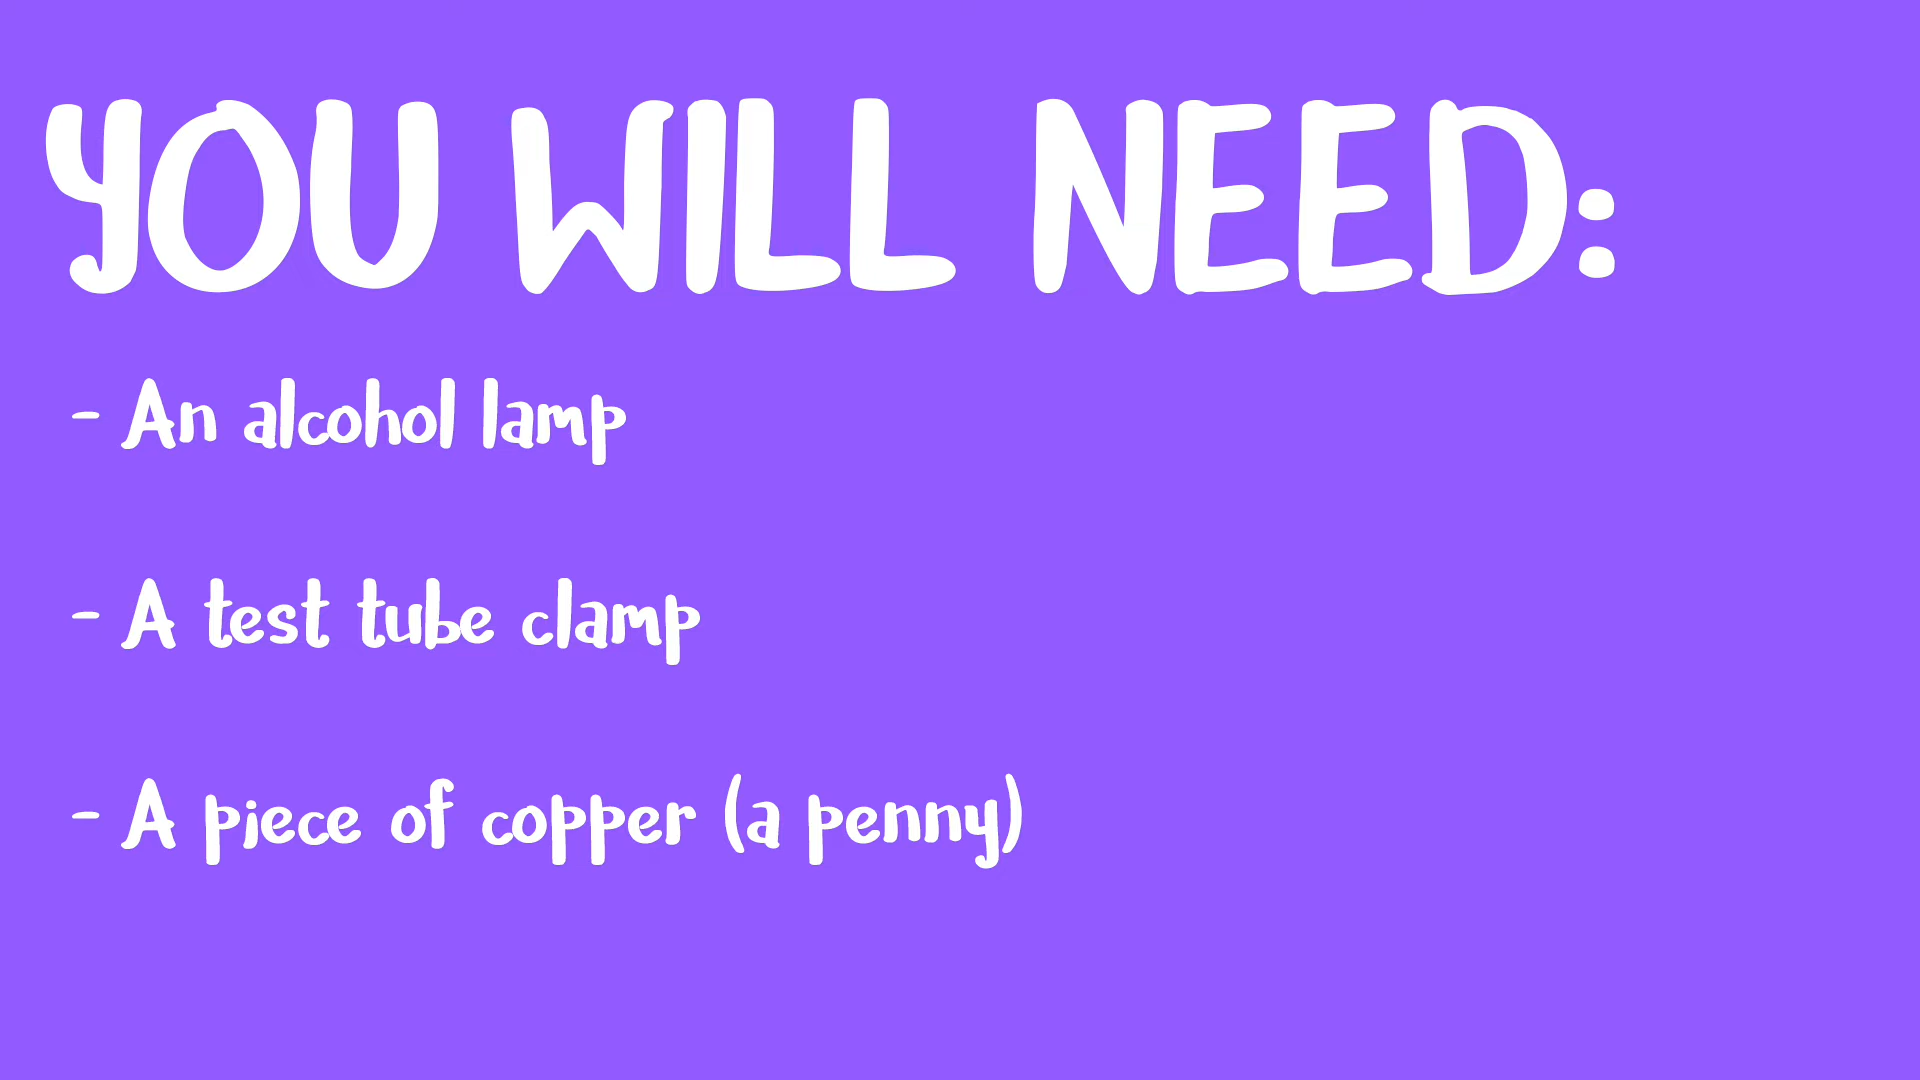 YOU WILL NEED:
- An alcohol lamp
- A test tube clamp
- A piece of copper (a penny)